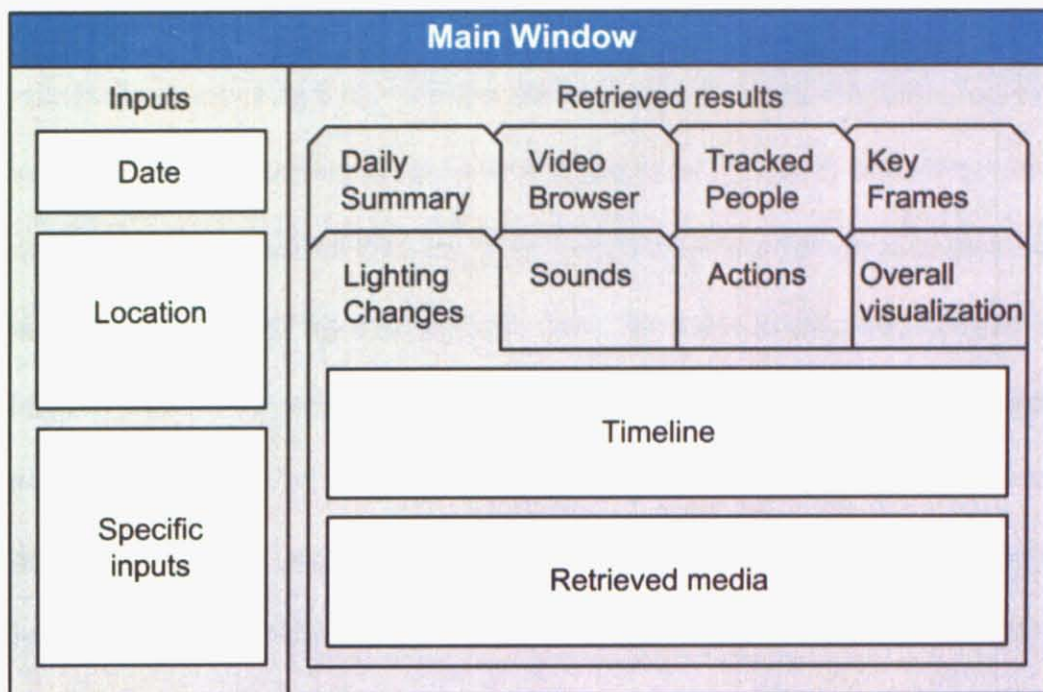 Main Window
Inputs
Date
Location
Specific
inputs
Retrieved results
Daily
Summary
Video
Browser
Tracked
People
Key
Frames
Lighting
Changes
Sounds
Actions
Overall
visualization
Timeline
Retrieved media